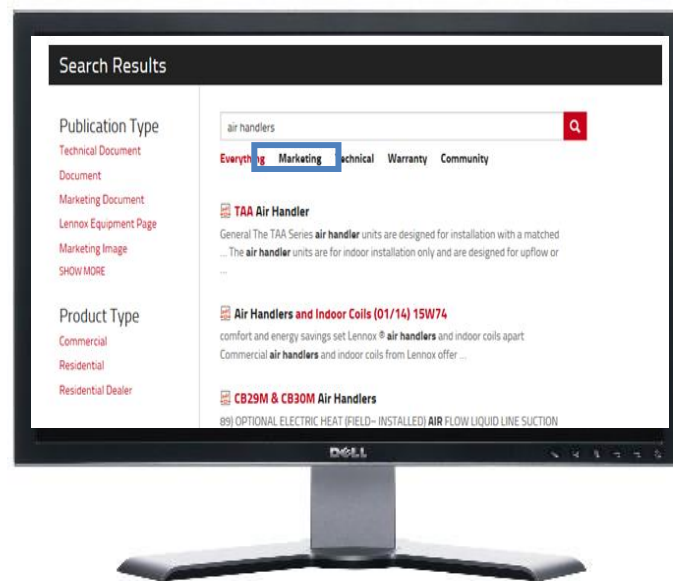 Search Results
Publication Type
Technical Document
Document
Marketing Document
Lennox Equipment Page
Marketing Image
SHOW MORE
Product Type
Commercial
Residential
Residential Dealer
air handlers
Everything Marketing Technical Warranty Community
TAA Air Handler
General The TAA Series air handler units are designed for installation with a matched
... The air handler units are for indoor installation only and are designed for upflow or
...
Air Handlers and Indoor Coils (01/14) 15W74
comfort and energy savings set Lennox ® air handlers and indoor coils apart
Commercial air handlers and indoor coils from Lennox offer ...
CB29M & CB30M Air Handlers
89) OPTIONAL ELECTRIC HEAT (FIELD- INSTALLED) AIR FLOW LIQUID LINE SUCTION
DELL